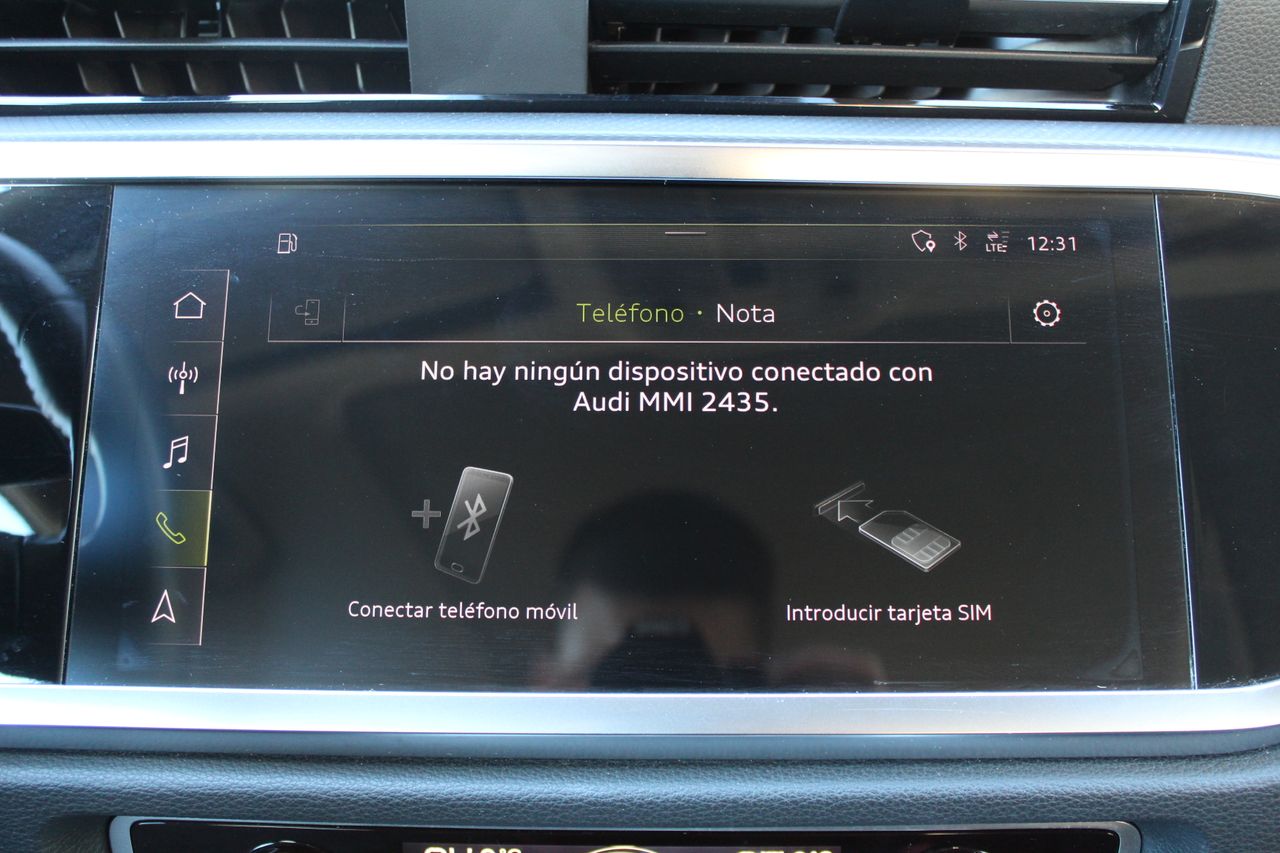 LTE
12:31
Teléfono · Nota
No hay ningún dispositivo conectado con
Audi MMI 2435.
Conectar teléfono móvil
Introducir tarjeta SIM